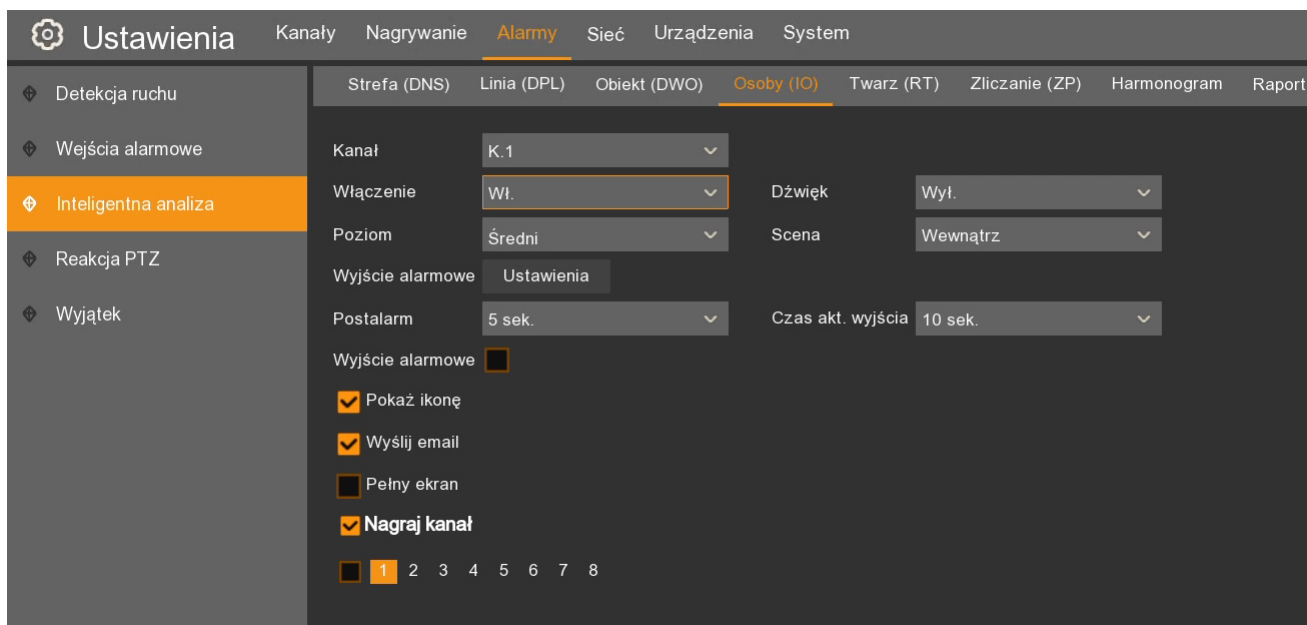 Ustawienia Kanały Nagrywanie Alarmy Sieć Urządzenia System
Detekcja ruchu
Wejścia alarmowe
Inteligentna analiza
Reakcja PTZ
Wyjątek
Strefa (DNS) Linia (DPL) Obiekt (DWO) Osoby (IO) Twarz (RT) Zliczanie (ZP) Harmonogram Raport
Kanał K.1
Włączenie Wł. Dźwięk Wył.
Poziom Średni Scena Wewnątrz
Wyjście alarmowe Ustawienia
Postalarm 5 sek. Czas akt. wyjścia 10 sek.
Wyjście alarmowe
Pokaż ikonę
Wyślij email
Pełny ekran
Nagraj kanał
1 2 3 4 5 6 7 8